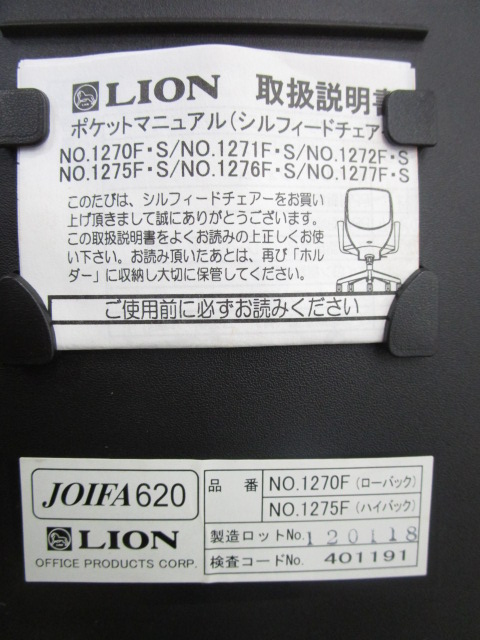 LION 取扱説明書
ポケットマニュアル(シルフィードチェア
NO.1270F・S/NO.1271F・S/NO.1272F・S
NO.1275F・S/NO.1276F・S/NO.1277F・S
このたびは、シルフィードチェアーをお買い
上げ頂きまして誠にありがとうございます。
この取扱説明書をよくお読みの上正しくお使
い下さい。お読み頂いたあとは、再び「ホル
ダー」に収納し大切に保管してください。
ご使用前に必ずお読みください
JOIFA620
LION
OFFICE PRODUCTS CORP.
品番 NO.1270F(ローバック)
NO.1275F(ハイバック)
製造ロットNo. 120118
検査コードNo. 401191